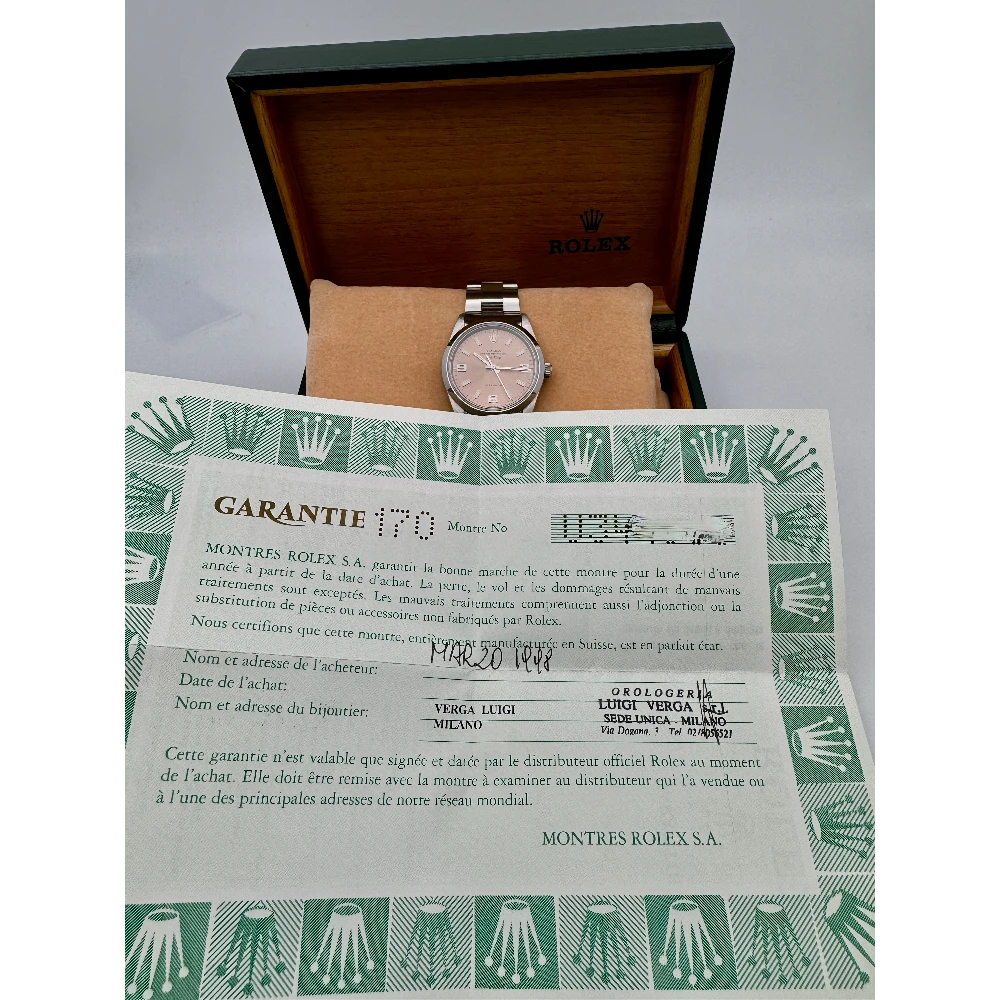 ROLEX
GARANTIE 170 Montre No
MONTRES ROLEX S.A. garantit la bonne marche de cette montre pour la durée d'une
année à partir de la date d'achat. La perte, le vol et les dommages résultant de mauvais
traitements sont exceptés. Les mauvais traitements comprennent aussi l'adjonction ou la
substitution de pièces ou accessoires non fabriqués par Rolex.
Nous certifions que cette montre, entièrement manufacturée en Suisse, est en parfait état.
MAR 20 1998
Nom et adresse de l'acheteur:
Date de l'achat:
Nom et adresse du bijoutier:
VERGA LUIGI
MILANO
OROLOGERIA
LUIGI VERGA s.r.l.
SEDE UNICA - MILANO
Via Dogana, 3 Tel. 02/8056521
Cette garantie n'est valable que signée et datée par le distributeur officiel Rolex au moment
de l'achat. Elle doit être remise avec la montre à examiner au distributeur qui l'a vendue ou
à l'une des principales adresses de notre réseau mondial.
MONTRES ROLEX S.A.